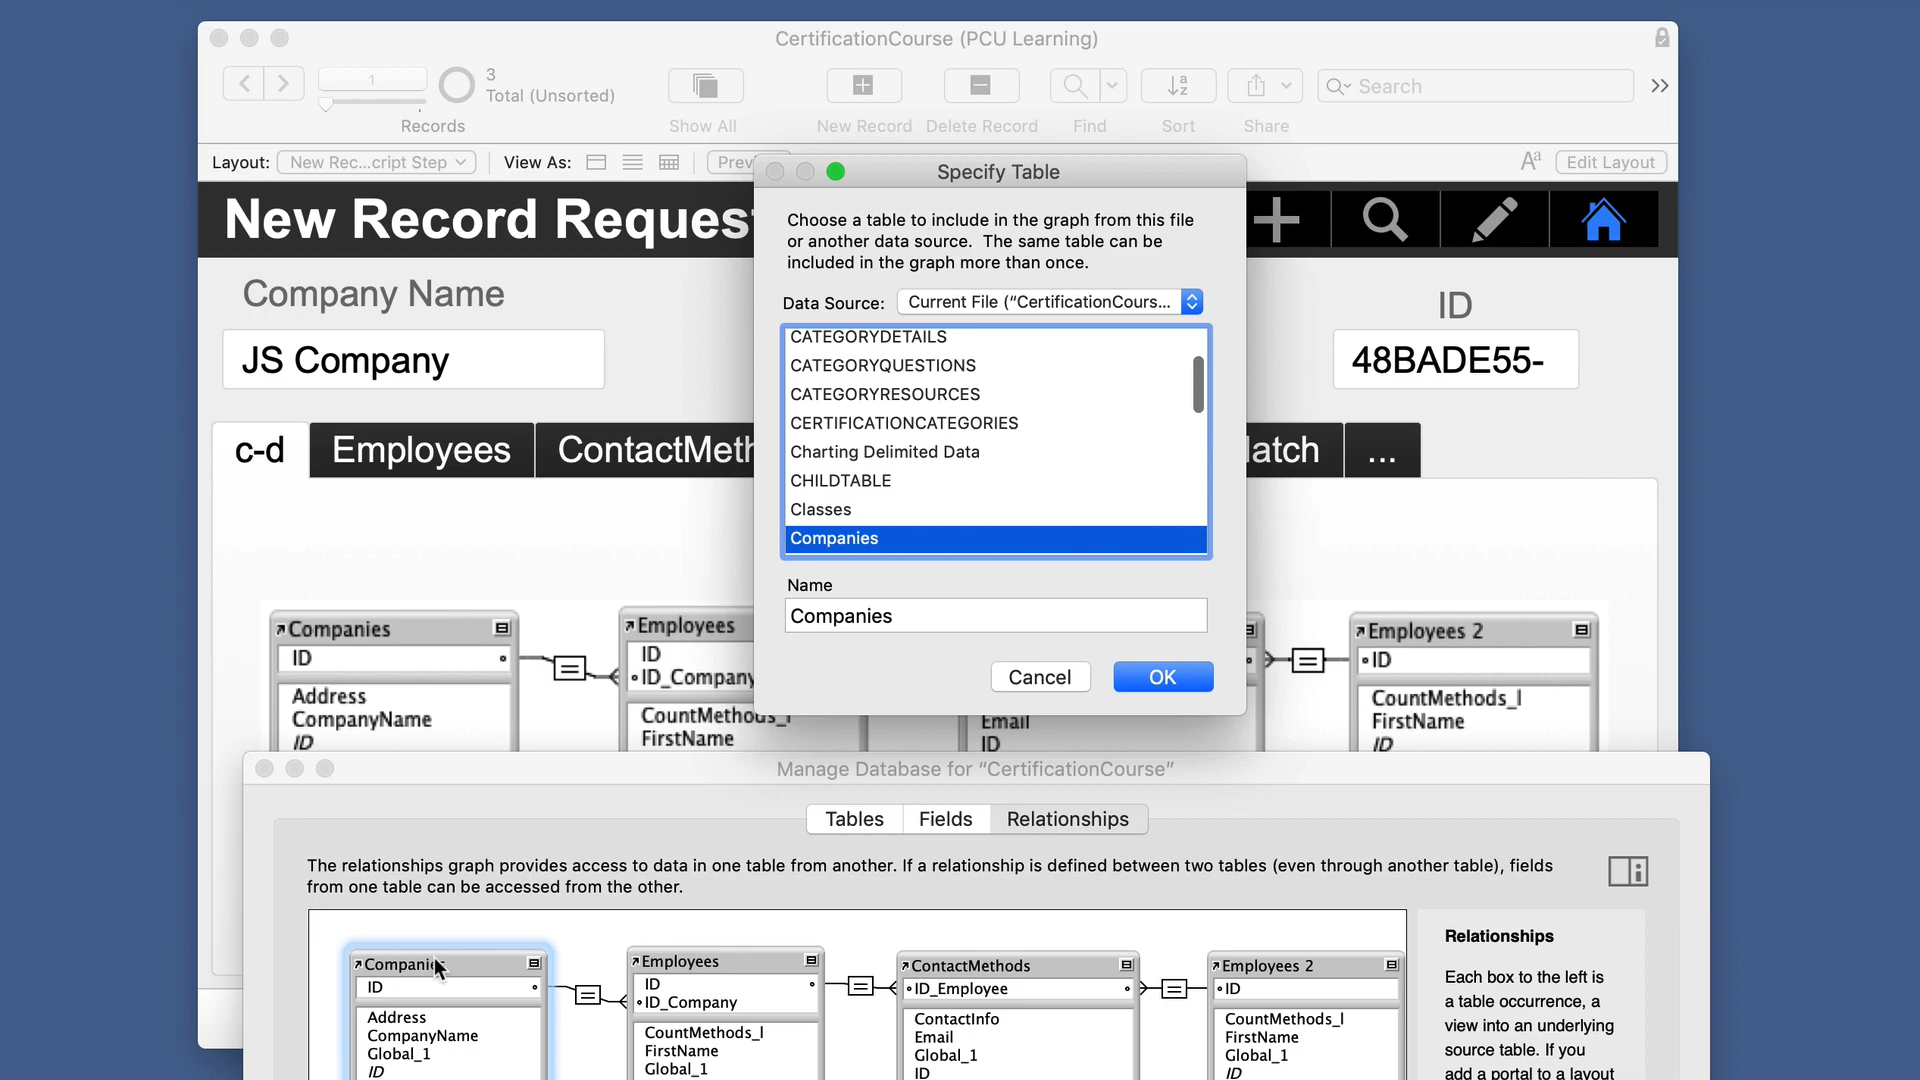 CertificationCourse (PCU Learning)
1
3
Total (Unsorted)
Records
Show All
New Record
Delete Record
Find
Sort
Share
Search
Layout:
New Rec...cript Step
View As:
Prev
Aa
Edit Layout
New Record Request
Company Name
JS Company
ID
48BADE55-
c-d
Employees
ContactMeth
atch
...
Companies
ID
Address
CompanyName
ID
Employees
ID
ID_Company
CountMethods_I
FirstName
Email
ID
Employees 2
ID
CountMethods_I
FirstName
ID
Specify Table
Choose a table to include in the graph from this file
or another data source. The same table can be
included in the graph more than once.
Data Source:
Current File (“CertificationCours...
CATEGORYDETAILS
CATEGORYQUESTIONS
CATEGORYRESOURCES
CERTIFICATIONCATEGORIES
Charting Delimited Data
CHILDTABLE
Classes
Companies
Name
Companies
Cancel
OK
Manage Database for “CertificationCourse”
Tables
Fields
Relationships
The relationships graph provides access to data in one table from another. If a relationship is defined between two tables (even through another table), fields
from one table can be accessed from the other.
Companies
ID
Address
CompanyName
Global_1
ID
Employees
ID
ID_Company
CountMethods_I
FirstName
Global_1
ContactMethods
ID_Employee
ContactInfo
Email
Global_1
ID
Employees 2
ID
CountMethods_I
FirstName
Global_1
ID
Relationships
Each box to the left is
a table occurrence, a
view into an underlying
source table. If you
add a portal to a layout